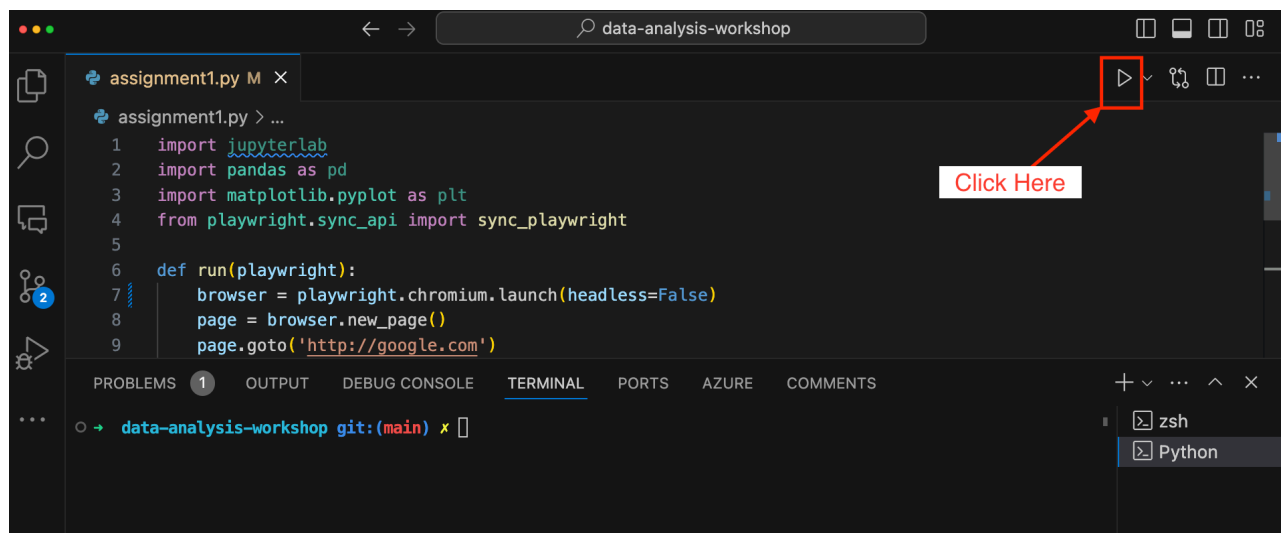 data-analysis-workshop
assignment1.py M
assignment1.py > ...
1 import jupyterlab
2 import pandas as pd
3 import matplotlib.pyplot as plt
4 from playwright.sync_api import sync_playwright
5
6 def run(playwright):
7 browser = playwright.chromium.launch(headless=False)
8 page = browser.new_page()
9 page.goto('http://google.com')
Click Here
2
PROBLEMS 1 OUTPUT DEBUG CONSOLE TERMINAL PORTS AZURE COMMENTS
data-analysis-workshop git:(main) ✗
zsh
Python